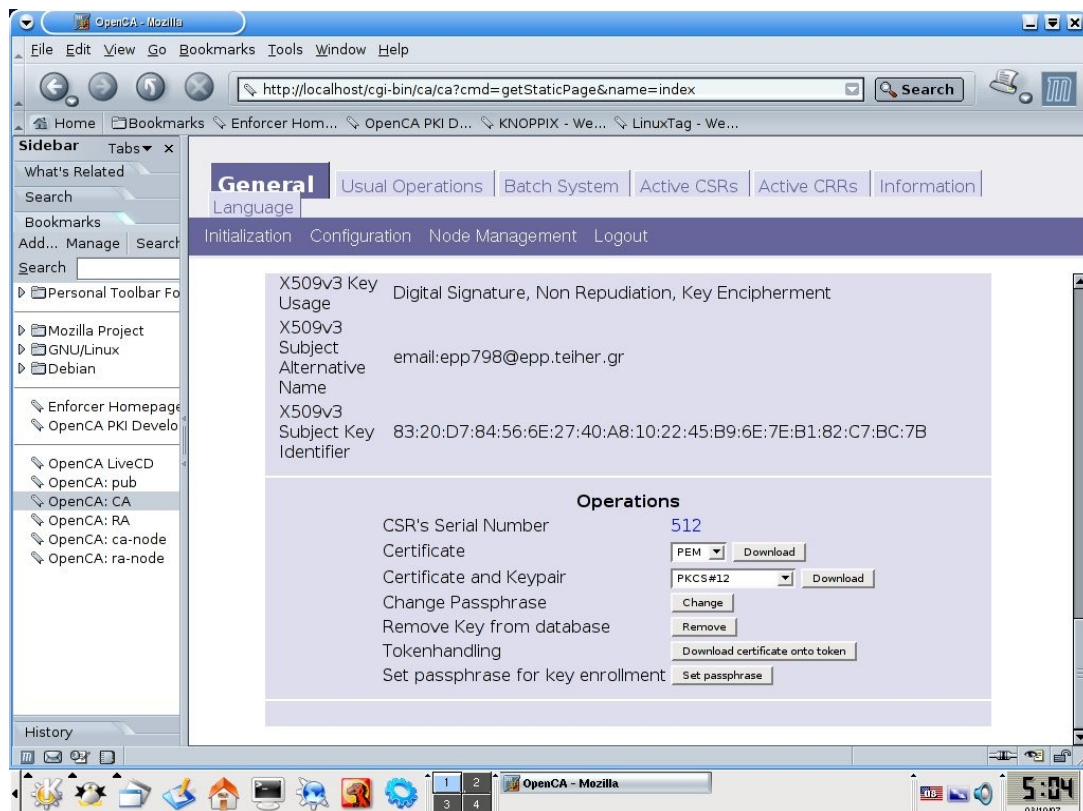 OpenCA - Mozilla
File Edit View Go Bookmarks Tools Window Help
http://localhost/cgi-bin/ca/ca?cmd=getStaticPage&name=index
Search
Home Bookmarks Enforcer Hom... OpenCA PKI D... KNOPPIX - We... LinuxTag - We...
Sidebar Tabs x
What's Related
Search
Bookmarks
Add... Manage Search
Search
Personal Toolbar Fo
Mozilla Project
GNU/Linux
Debian
Enforcer Homepage
OpenCA PKI Develo
OpenCA LiveCD
OpenCA: pub
OpenCA: CA
OpenCA: RA
OpenCA: ca-node
OpenCA: ra-node
History
General Usual Operations Batch System Active CSRs Active CRRs Information
Language
Initialization Configuration Node Management Logout
X509v3 Key Usage Digital Signature, Non Repudiation, Key Encipherment
X509v3 Subject Alternative Name email:epp798@epp.teiher.gr
X509v3 Subject Key Identifier 83:20:D7:84:56:6E:27:40:A8:10:22:45:B9:6E:7E:B1:82:C7:BC:7B
Operations
CSR's Serial Number 512
Certificate PEM Download
Certificate and Keypair PKCS#12 Download
Change Passphrase Change
Remove Key from database Remove
Tokenhandling Download certificate onto token
Set passphrase for key enrollment Set passphrase
1 2
3 4
OpenCA - Mozilla
5:04